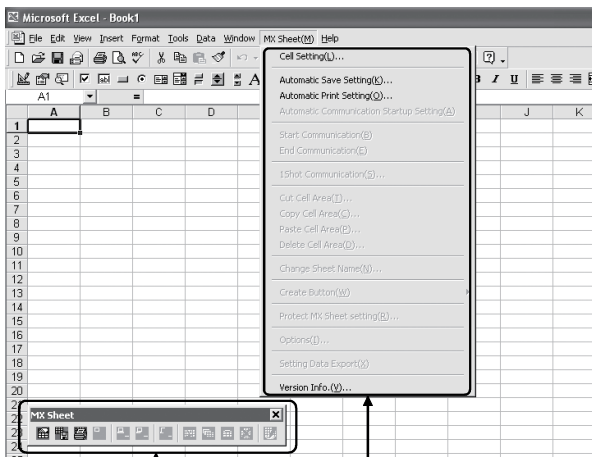 Microsoft Excel - Book1
File Edit View Insert Format Tools Data Window MX Sheet(M) Help
A1 =
A B C D J K
1
2
3
4
5
6
7
8
9
10
11
12
13
14
15
16
17
18
19
20
21
22
23
24
Cell Setting(L)...
Automatic Save Setting(K)...
Automatic Print Setting(O)...
Automatic Communication Startup Setting(A)
Start Communication(B)
End Communication(E)
1Shot Communication(S)...
Cut Cell Area(T)...
Copy Cell Area(C)...
Paste Cell Area(P)...
Delete Cell Area(D)...
Change Sheet Name(N)...
Create Button(W)
Protect MX Sheet setting(R)...
Options(I)...
Setting Data Export(X)
Version Info.(V)...
MX Sheet